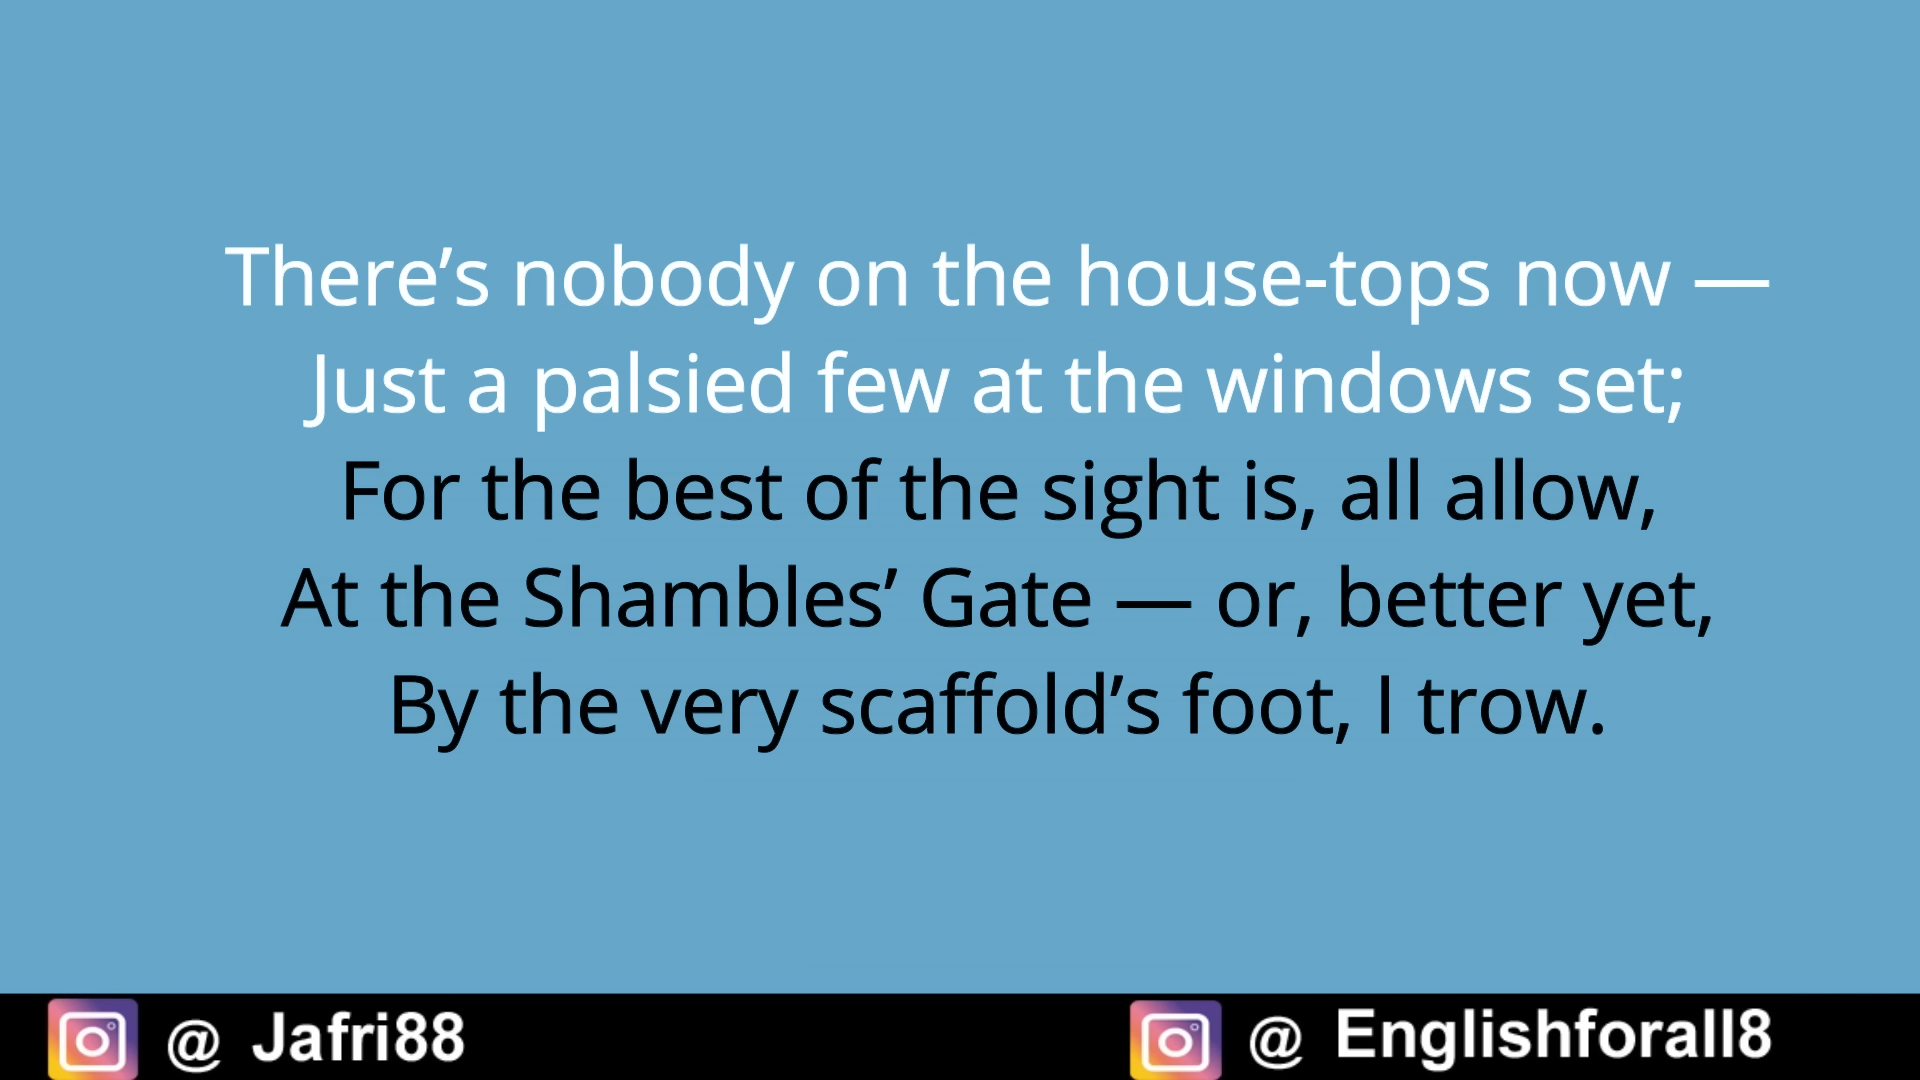 There’s nobody on the house-tops now —
Just a palsied few at the windows set;
For the best of the sight is, all allow,
At the Shambles’ Gate — or, better yet,
By the very scaffold’s foot, I trow.
@ Jafri88
@ Englishforall8